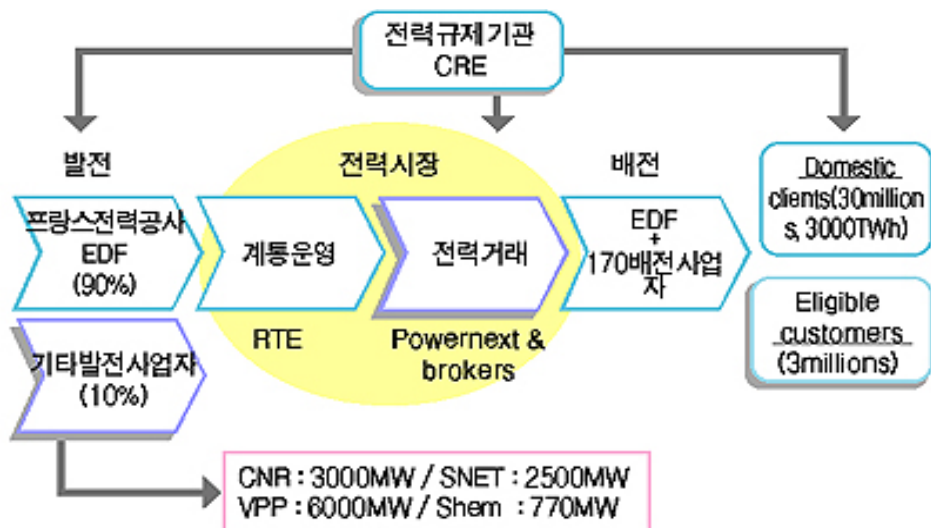 전력규제기관
CRE
발전
전력시장
배전
프랑스전력공사
EDF
(90%)
계통운영
전력거래
EDF
+
170배전사업
자
Domestic
clients(30million
s, 3000TWh)
RTE
Powernext &
brokers
Eligible
customers
(3millions)
기타발전사업자
(10%)
CNR : 3000MW / SNET : 2500MW
VPP : 6000MW / Shem : 770MW